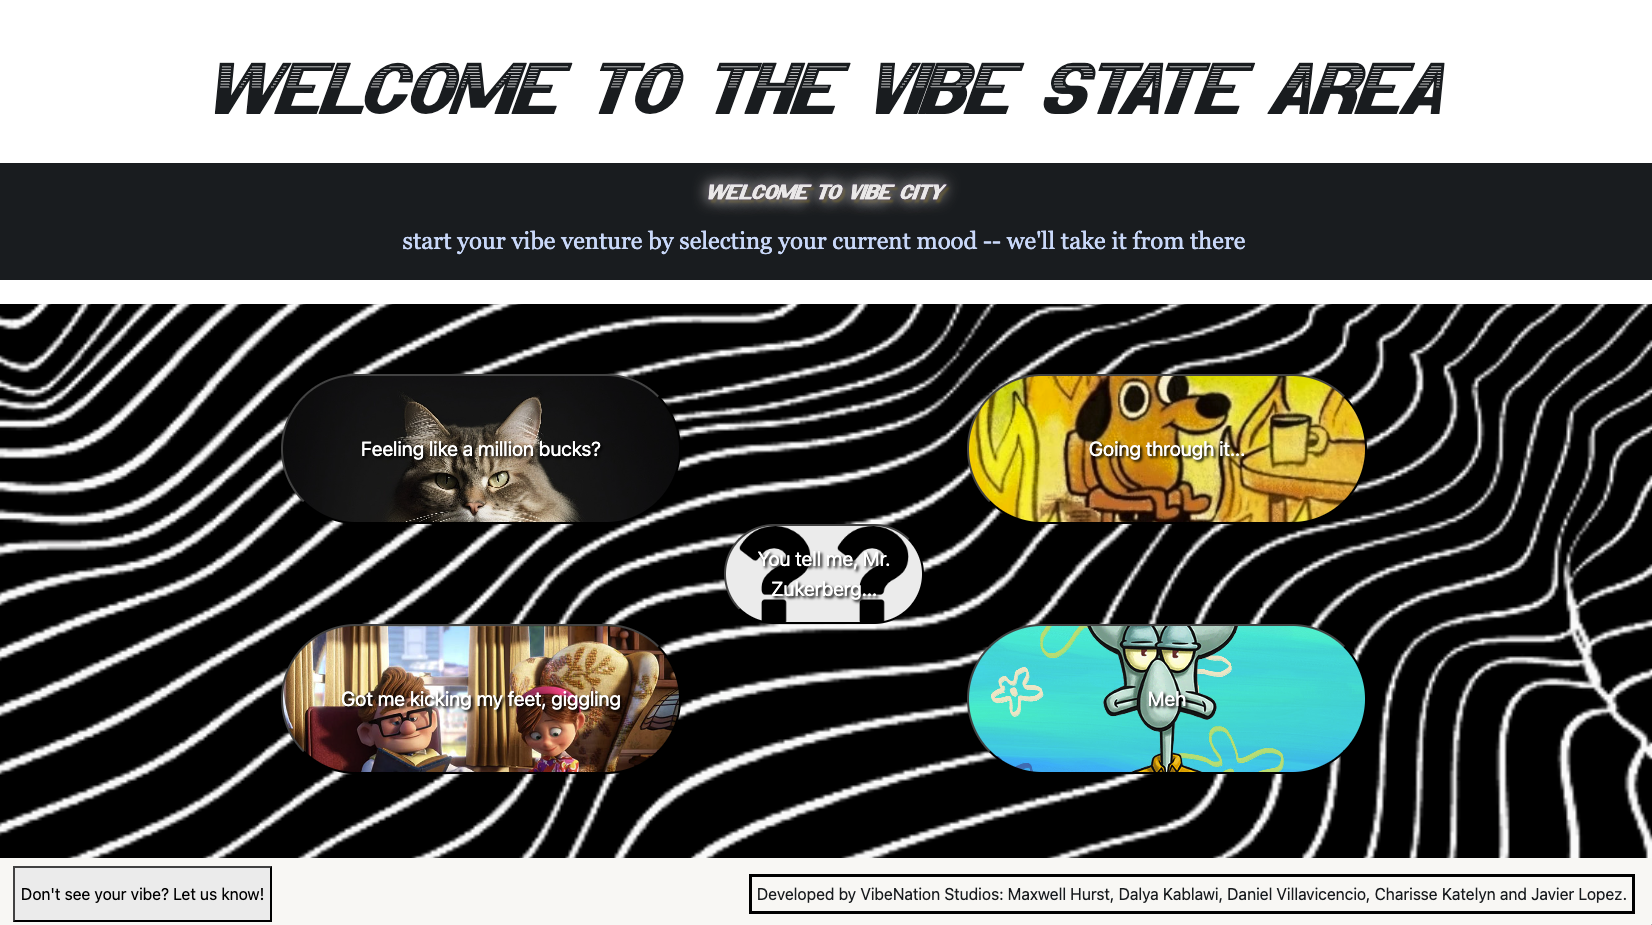 WELCOME TO THE VIBE STATE AREA
WELCOME TO VIBE CITY
start your vibe venture by selecting your current mood -- we'll take it from there
Feeling like a million bucks?
Going through it...
You tell me, Mr.
Zukerberg...
Got me kicking my feet, giggling
Meh
Don't see your vibe? Let us know!
Developed by VibeNation Studios: Maxwell Hurst, Dalya Kablawi, Daniel Villavicencio, Charisse Katelyn and Javier Lopez.